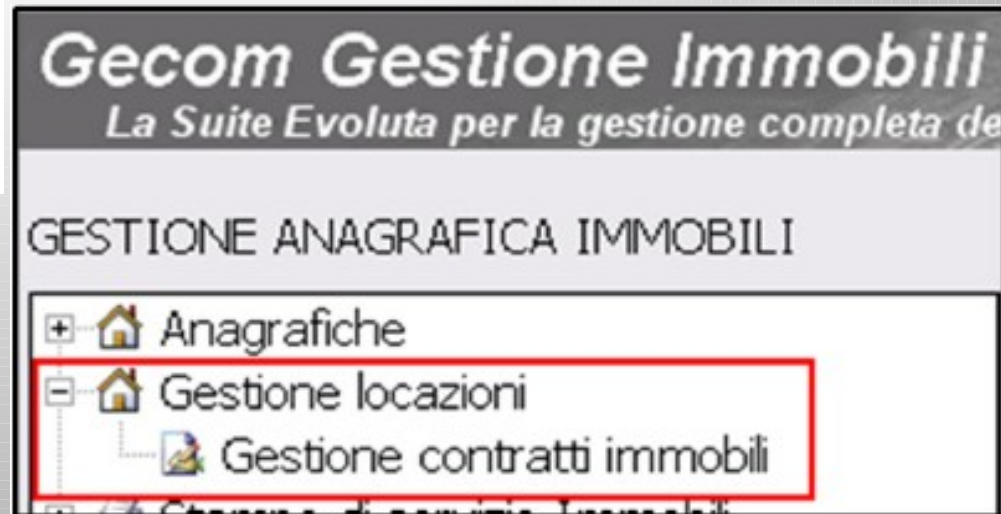 Gecom Gestione Immobili
La Suite Evoluta per la gestione completa de
GESTIONE ANAGRAFICA IMMOBILI
Anagrafiche
Gestione locazioni
Gestione contratti immobili